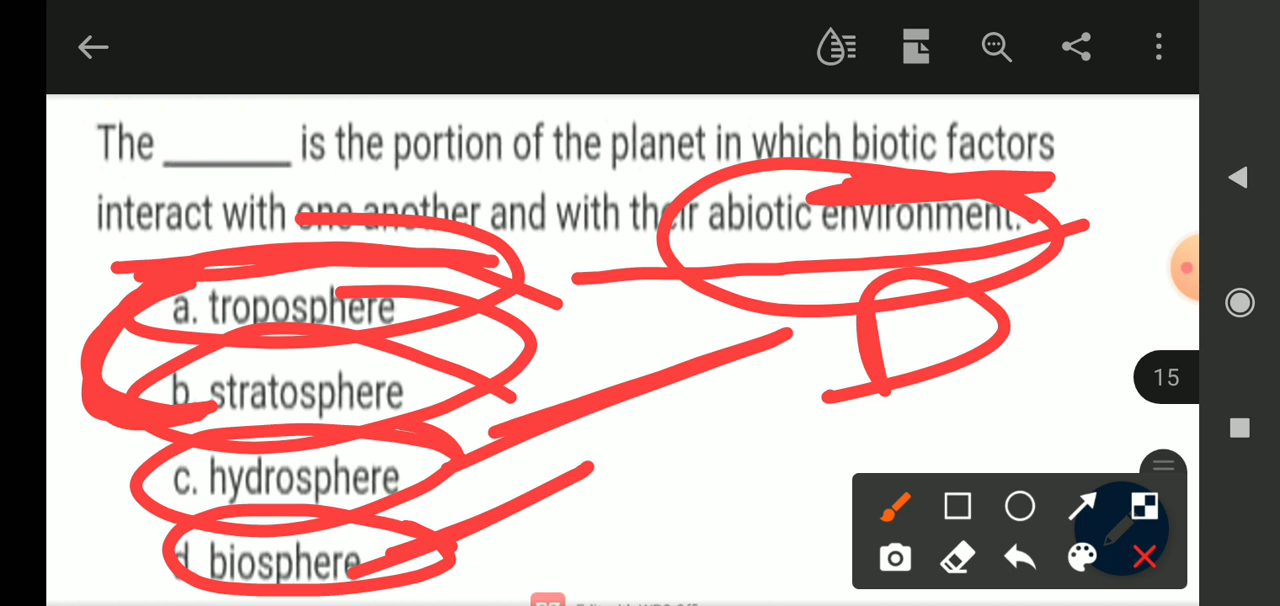 The _______ is the portion of the planet in which biotic factors
interact with one another and with their abiotic environment.
a. troposphere
b. stratosphere
c. hydrosphere
d. biosphere
D
15